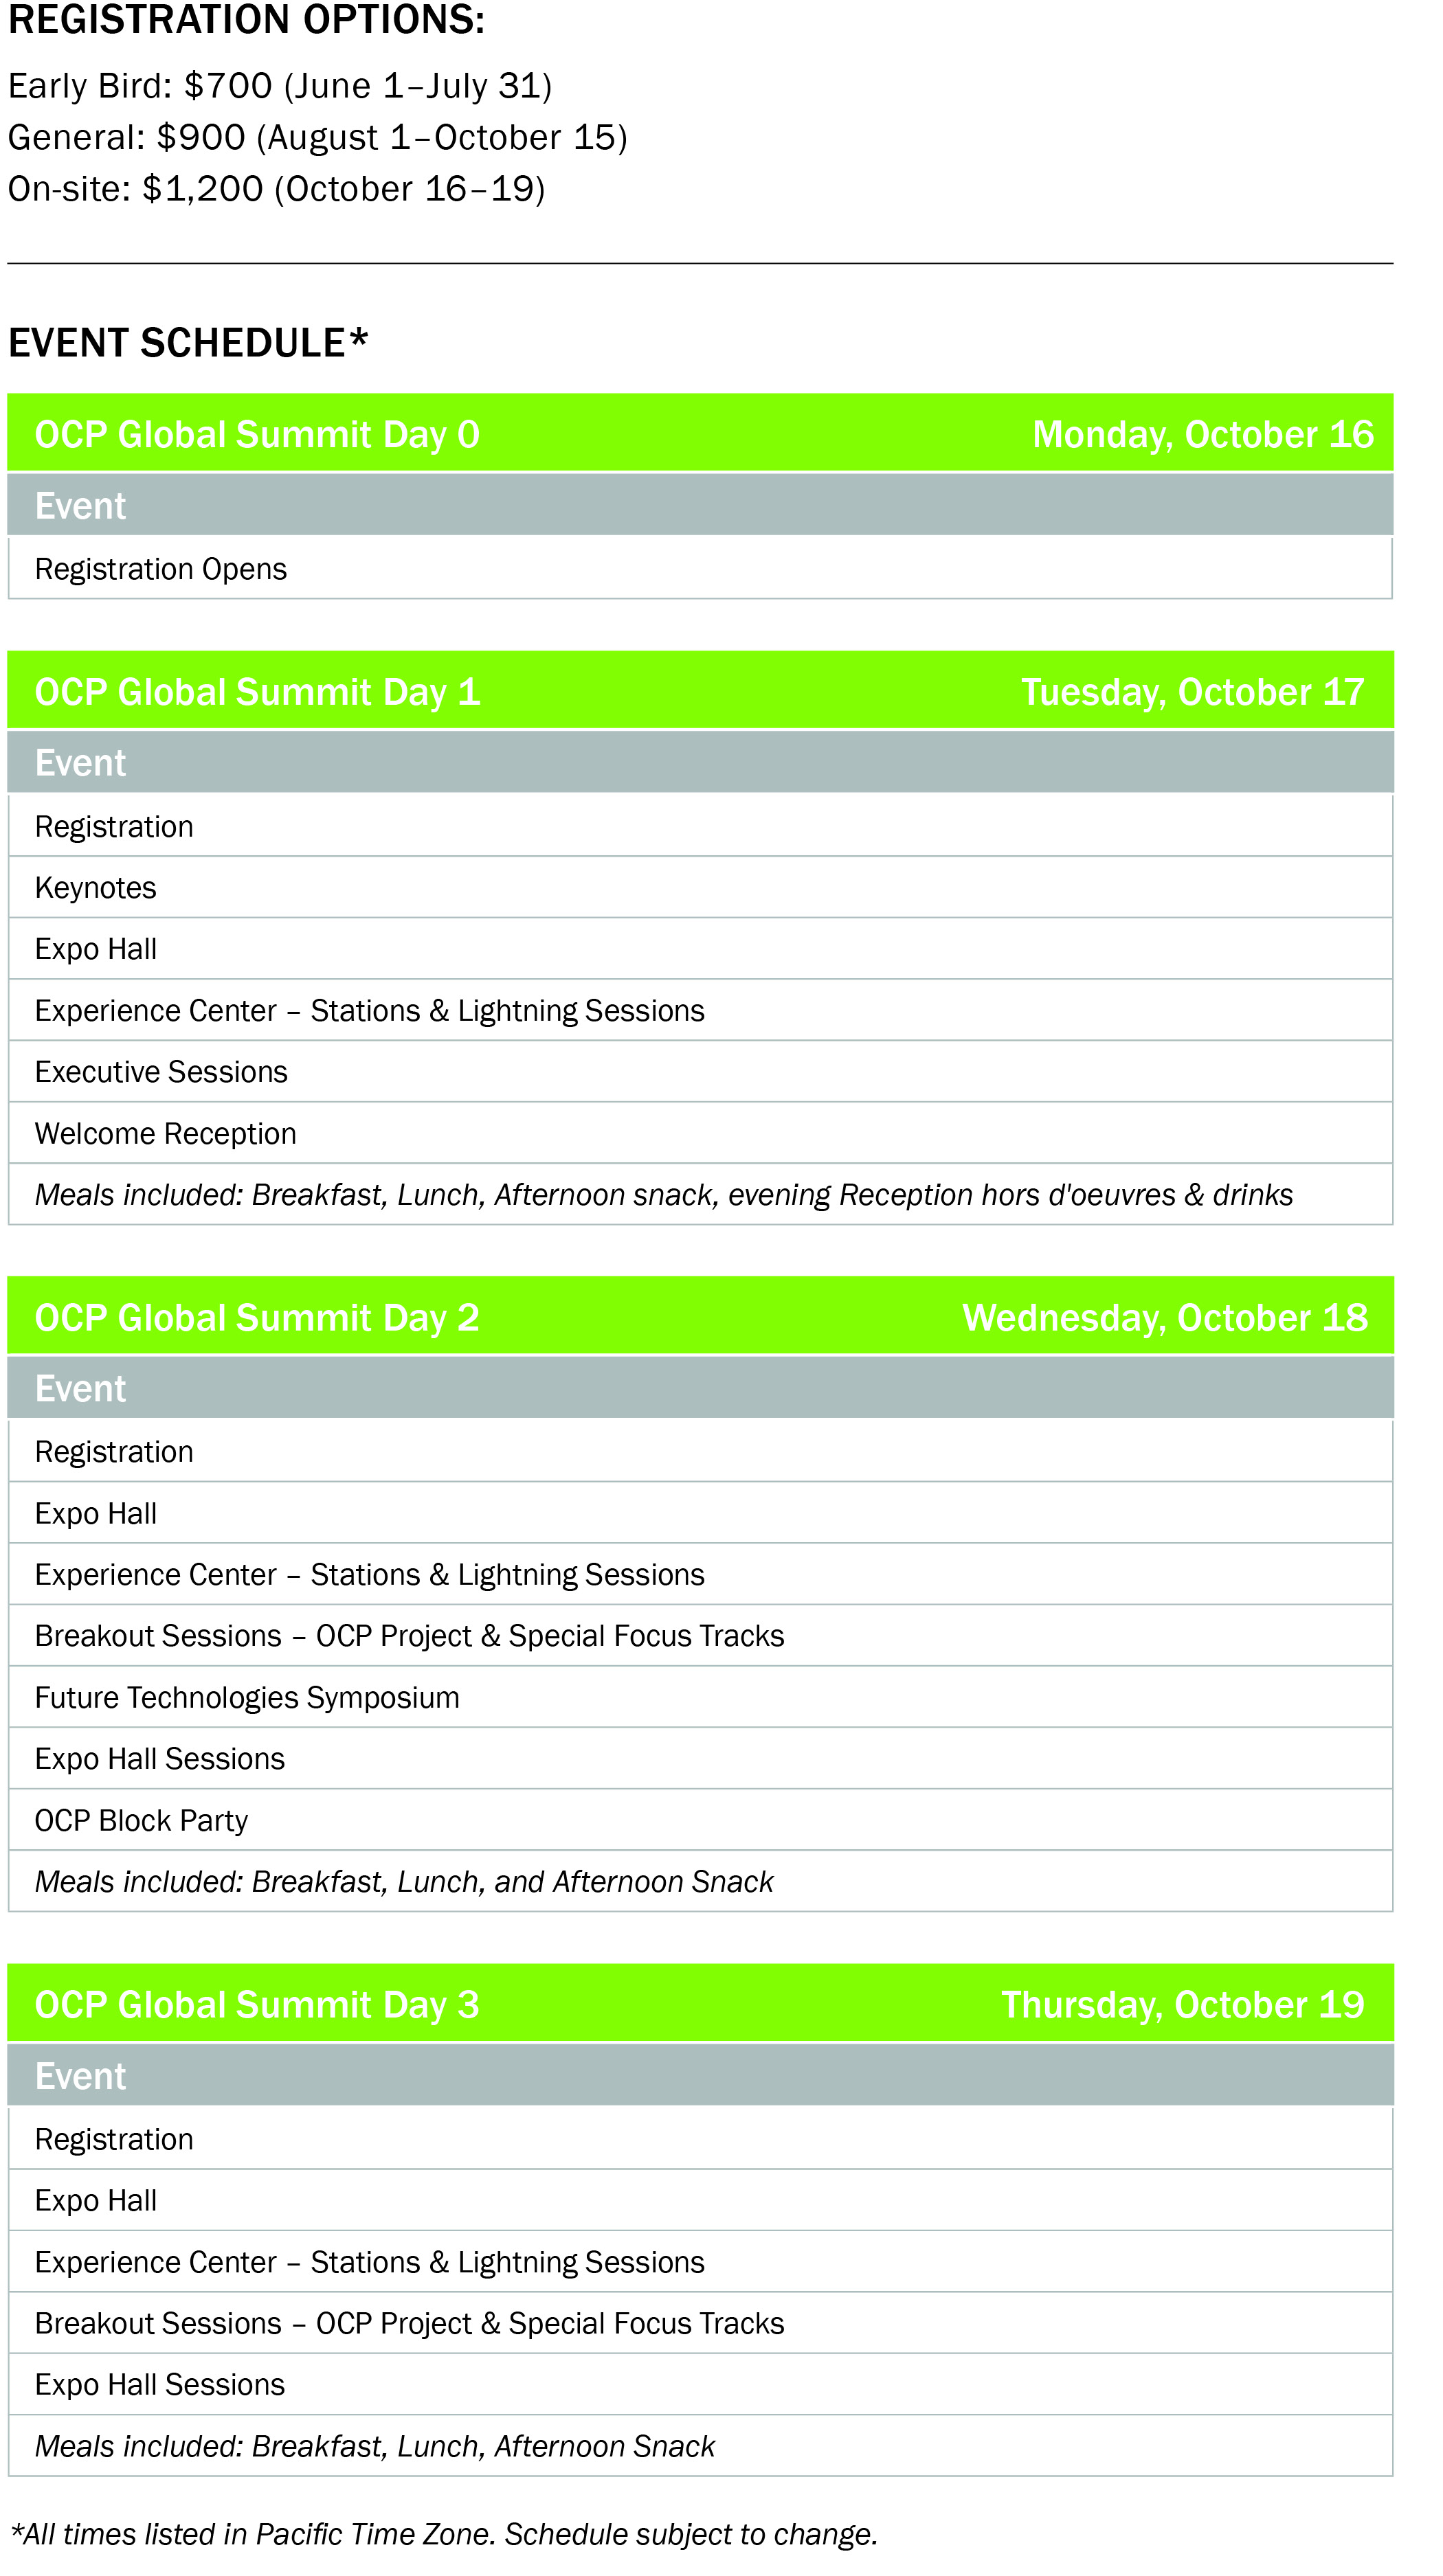 REGISTRATION OPTIONS:
Early Bird: $700 (June 1–July 31)
General: $900 (August 1–October 15)
On-site: $1,200 (October 16–19)
EVENT SCHEDULE*
OCP Global Summit Day 0 Monday, October 16
Event
Registration Opens
OCP Global Summit Day 1 Tuesday, October 17
Event
Registration
Keynotes
Expo Hall
Experience Center – Stations & Lightning Sessions
Executive Sessions
Welcome Reception
Meals included: Breakfast, Lunch, Afternoon snack, evening Reception hors d'oeuvres & drinks
OCP Global Summit Day 2 Wednesday, October 18
Event
Registration
Expo Hall
Experience Center – Stations & Lightning Sessions
Breakout Sessions – OCP Project & Special Focus Tracks
Future Technologies Symposium
Expo Hall Sessions
OCP Block Party
Meals included: Breakfast, Lunch, and Afternoon Snack
OCP Global Summit Day 3 Thursday, October 19
Event
Registration
Expo Hall
Experience Center – Stations & Lightning Sessions
Breakout Sessions – OCP Project & Special Focus Tracks
Expo Hall Sessions
Meals included: Breakfast, Lunch, Afternoon Snack
*All times listed in Pacific Time Zone. Schedule subject to change.